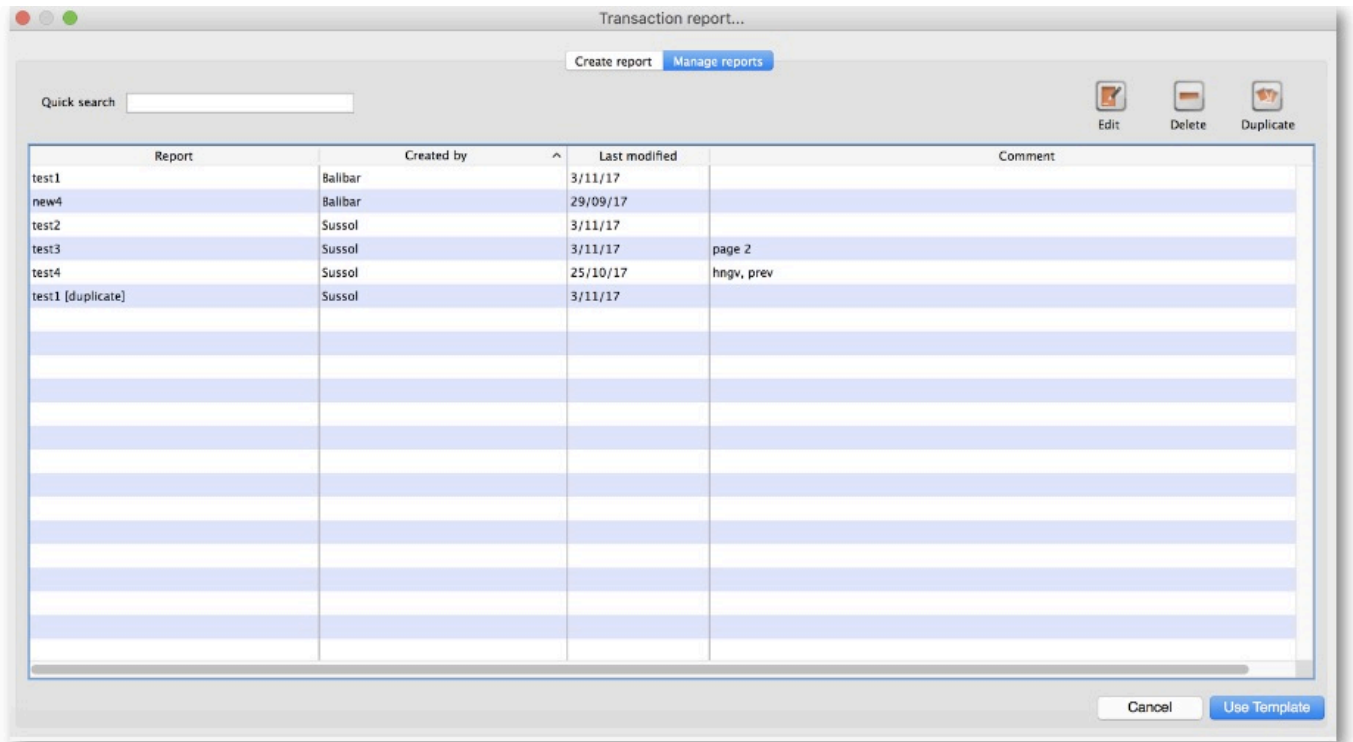 Transaction report...
Create report Manage reports
Quick search
Edit Delete Duplicate
Report Created by Last modified Comment
test1 Balibar 3/11/17
new4 Balibar 29/09/17
test2 Sussol 3/11/17
test3 Sussol 3/11/17 page 2
test4 Sussol 25/10/17 hngv, prev
test1 [duplicate] Sussol 3/11/17
Cancel Use Template